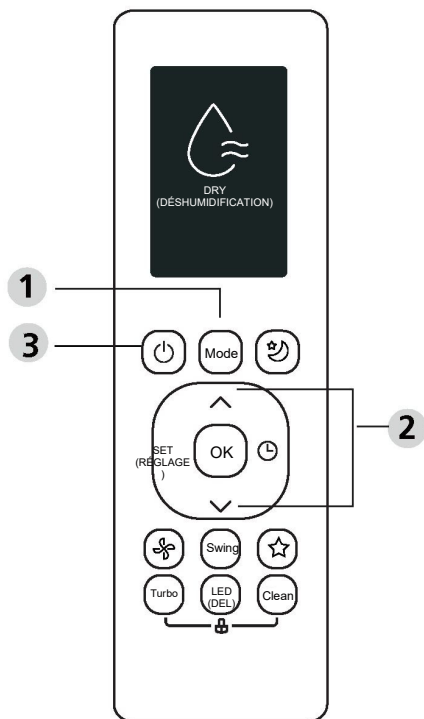 DRY
(DÉSHUMIDIFICATION)
1
3
Mode
2
SET
(RÉGLAGE
)
OK
Swing
Turbo
LED
(DEL)
Clean